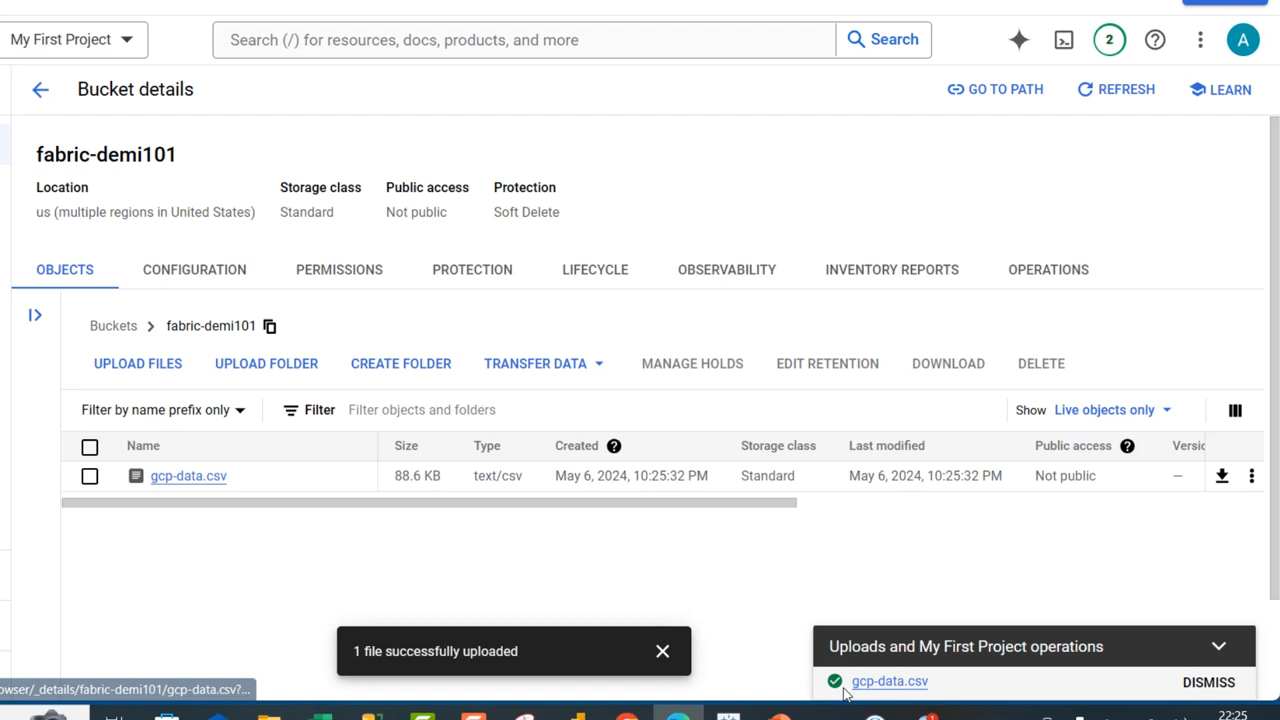 My First Project
Search (/) for resources, docs, products, and more
Search
2
A
Bucket details
GO TO PATH
REFRESH
LEARN
fabric-demi101
Location
Storage class
Public access
Protection
us (multiple regions in United States)
Standard
Not public
Soft Delete
OBJECTS
CONFIGURATION
PERMISSIONS
PROTECTION
LIFECYCLE
OBSERVABILITY
INVENTORY REPORTS
OPERATIONS
Buckets
fabric-demi101
UPLOAD FILES
UPLOAD FOLDER
CREATE FOLDER
TRANSFER DATA
MANAGE HOLDS
EDIT RETENTION
DOWNLOAD
DELETE
Filter by name prefix only
Filter
Filter objects and folders
Show
Live objects only
Name
Size
Type
Created
Storage class
Last modified
Public access
Versic
gcp-data.csv
88.6 KB
text/csv
May 6, 2024, 10:25:32 PM
Standard
May 6, 2024, 10:25:32 PM
Not public
—
1 file successfully uploaded
Uploads and My First Project operations
gcp-data.csv
DISMISS
owser/_details/fabric-demi101/gcp-data.csv?...
22:25